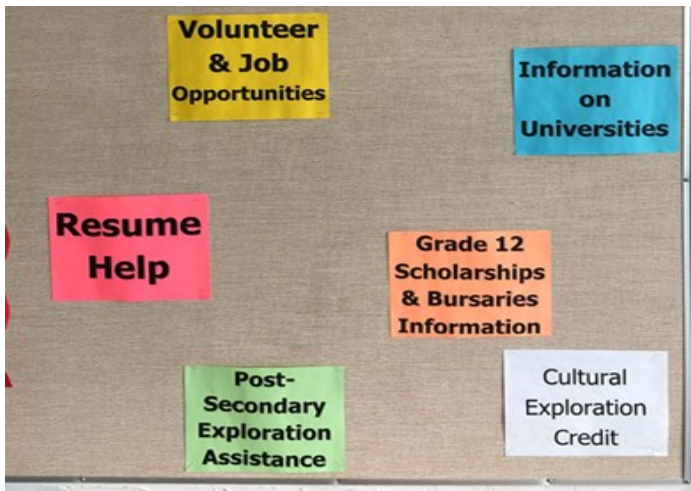 Volunteer
& Job
Opportunities
Information
on
Universities
Resume
Help
Grade 12
Scholarships
& Bursaries
Information
Post-
Secondary
Exploration
Assistance
Cultural
Exploration
Credit